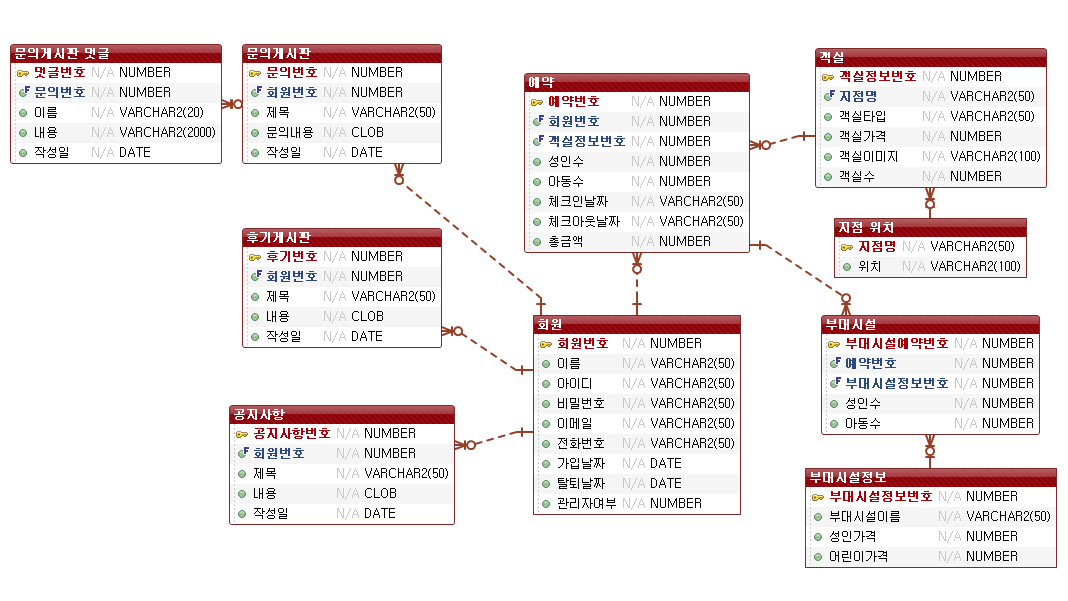 문의게시판 댓글
댓글번호 N/A NUMBER
문의번호 N/A NUMBER
이름 N/A VARCHAR2(20)
내용 N/A VARCHAR2(2000)
작성일 N/A DATE
문의게시판
문의번호 N/A NUMBER
회원번호 N/A NUMBER
제목 N/A VARCHAR2(50)
문의내용 N/A CLOB
작성일 N/A DATE
예약
예약번호 N/A NUMBER
회원번호 N/A NUMBER
객실정보번호 N/A NUMBER
성인수 N/A NUMBER
아동수 N/A NUMBER
체크인날짜 N/A VARCHAR2(50)
체크아웃날짜 N/A VARCHAR2(50)
총금액 N/A NUMBER
객실
객실정보번호 N/A NUMBER
지점명 N/A VARCHAR2(50)
객실타입 N/A VARCHAR2(50)
객실가격 N/A NUMBER
객실이미지 N/A VARCHAR2(100)
객실수 N/A NUMBER
지점 위치
지점명 N/A VARCHAR2(50)
위치 N/A VARCHAR2(100)
후기게시판
후기번호 N/A NUMBER
회원번호 N/A NUMBER
제목 N/A VARCHAR2(50)
내용 N/A CLOB
작성일 N/A DATE
회원
회원번호 N/A NUMBER
이름 N/A VARCHAR2(50)
아이디 N/A VARCHAR2(50)
비밀번호 N/A VARCHAR2(50)
이메일 N/A VARCHAR2(50)
전화번호 N/A VARCHAR2(50)
가입날짜 N/A DATE
탈퇴날짜 N/A DATE
관리자여부 N/A NUMBER
부대시설
부대시설예약번호 N/A NUMBER
예약번호 N/A NUMBER
부대시설정보번호 N/A NUMBER
성인수 N/A NUMBER
아동수 N/A NUMBER
공지사항
공지사항번호 N/A NUMBER
회원번호 N/A NUMBER
제목 N/A VARCHAR2(50)
내용 N/A CLOB
작성일 N/A DATE
부대시설정보
부대시설정보번호 N/A NUMBER
부대시설이름 N/A VARCHAR2(50)
성인가격 N/A NUMBER
어린이가격 N/A NUMBER